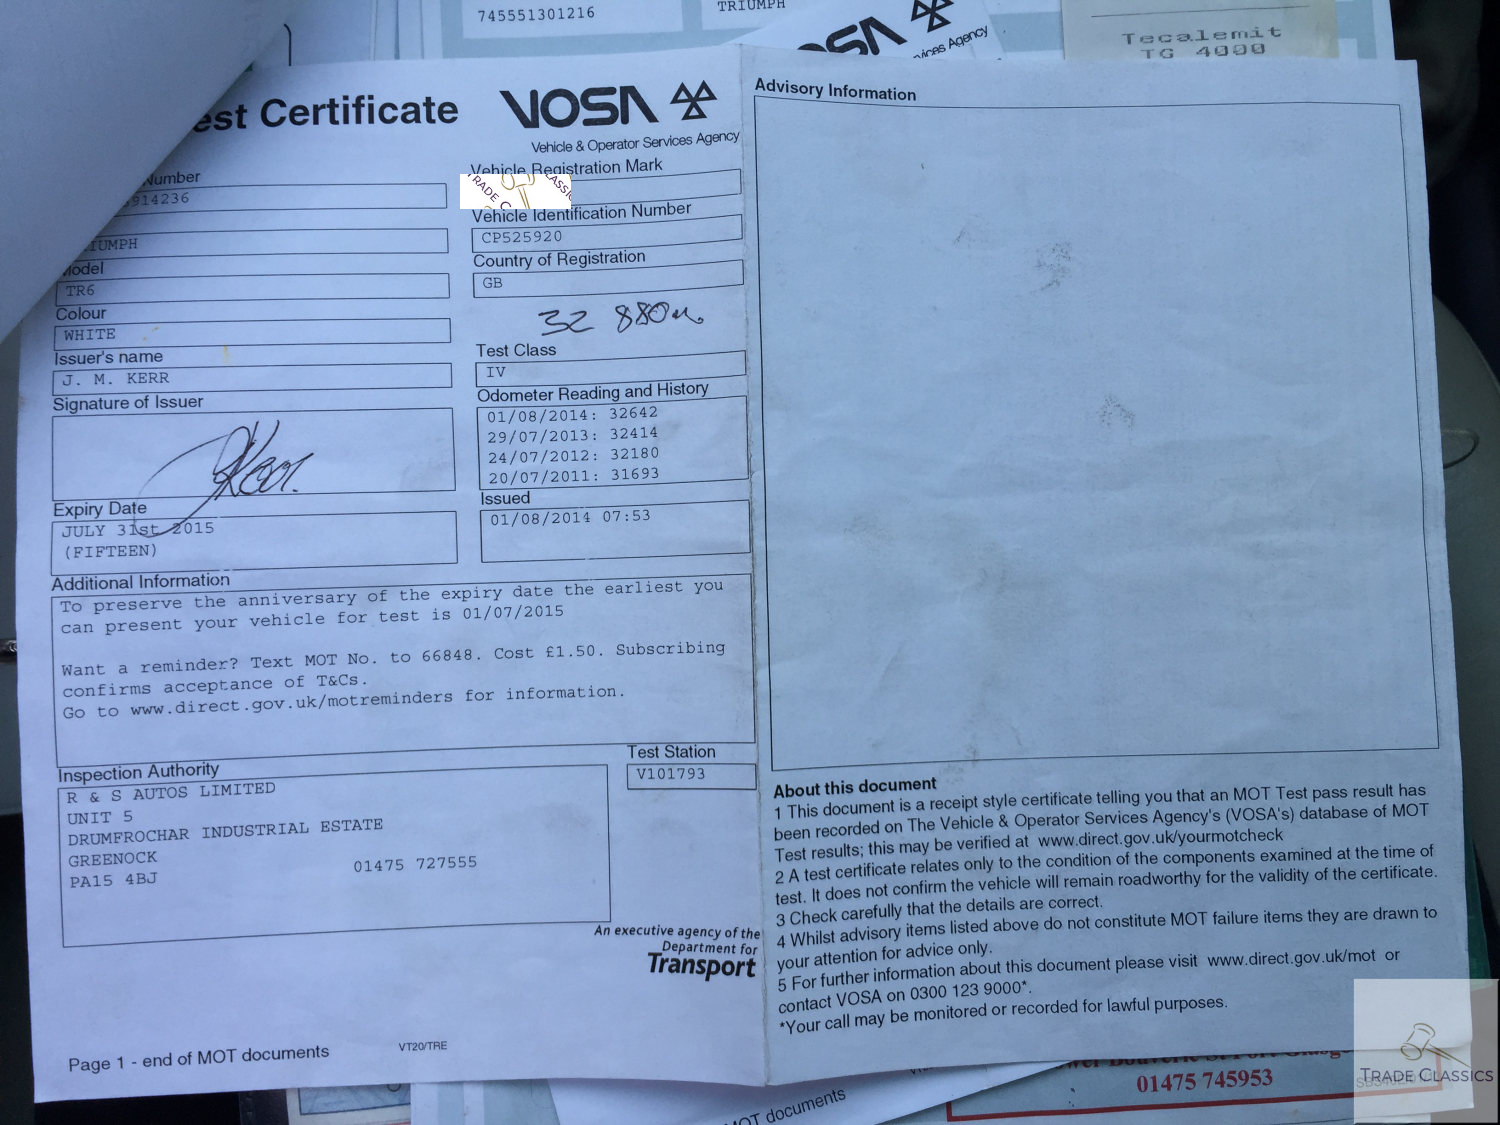 745551301216
TRIUMPH
Tecalemit
TG 4000
Services Agency
est Certificate
VOSA
Vehicle & Operator Services Agency
Number
914236
Vehicle Registration Mark
TRADE CLASSICS
Vehicle Identification Number
CP525920
TRIUMPH
Country of Registration
GB
Model
TR6
32 880m
Colour
WHITE
Test Class
IV
Issuer's name
J. M. KERR
Odometer Reading and History
01/08/2014: 32642
29/07/2013: 32414
24/07/2012: 32180
20/07/2011: 31693
Signature of Issuer
Issued
01/08/2014 07:53
Expiry Date
JULY 31st 2015
(FIFTEEN)
Additional Information
To preserve the anniversary of the expiry date the earliest you
can present your vehicle for test is 01/07/2015
Want a reminder? Text MOT No. to 66848. Cost £1.50. Subscribing
confirms acceptance of T&Cs.
Go to www.direct.gov.uk/motreminders for information.
Test Station
V101793
Inspection Authority
R & S AUTOS LIMITED
UNIT 5
DRUMFROCHAR INDUSTRIAL ESTATE
GREENOCK
PA15 4BJ
01475 727555
An executive agency of the
Department for
Transport
Page 1 - end of MOT documents
VT20/TRE
Advisory Information
About this document
1 This document is a receipt style certificate telling you that an MOT Test pass result has
been recorded on The Vehicle & Operator Services Agency's (VOSA's) database of MOT
Test results; this may be verified at www.direct.gov.uk/yourmotcheck
2 A test certificate relates only to the condition of the components examined at the time of
test. It does not confirm the vehicle will remain roadworthy for the validity of the certificate.
3 Check carefully that the details are correct.
4 Whilst advisory items listed above do not constitute MOT failure items they are drawn to
your attention for advice only.
5 For further information about this document please visit www.direct.gov.uk/mot or
contact VOSA on 0300 123 9000*.
*Your call may be monitored or recorded for lawful purposes.
MOT documents
01475 745953
TRADE CLASSICS